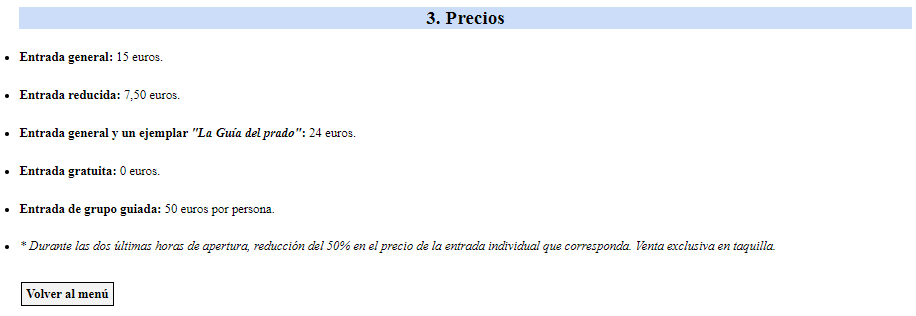 3. Precios
Entrada general: 15 euros.
Entrada reducida: 7,50 euros.
Entrada general y un ejemplar "La Guía del prado": 24 euros.
Entrada gratuita: 0 euros.
Entrada de grupo guiada: 50 euros por persona.
* Durante las dos últimas horas de apertura, reducción del 50% en el precio de la entrada individual que corresponda. Venta exclusiva en taquilla.
Volver al menú